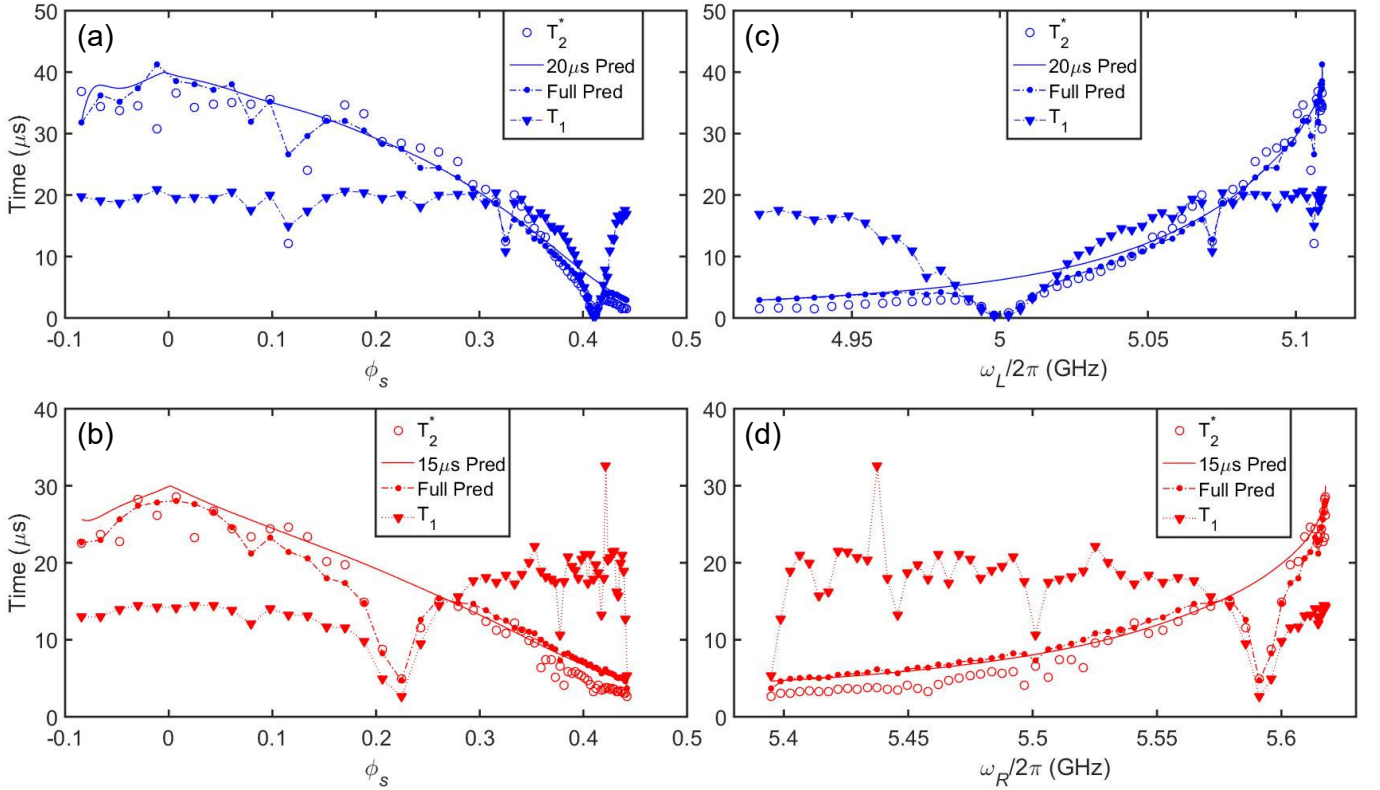 (a)
50
40
30
20
10
0
Time (μs)
-0.1 0 0.1 0.2 0.3 0.4 0.5
ϕs
T2*
20μs Pred
Full Pred
T1
(c)
50
40
30
20
10
0
4.95 5 5.05 5.1
ωL/2π (GHz)
T2*
20μs Pred
Full Pred
T1
(b)
40
30
20
10
0
Time (μs)
-0.1 0 0.1 0.2 0.3 0.4 0.5
ϕs
T2*
15μs Pred
Full Pred
T1
(d)
40
30
20
10
0
5.4 5.45 5.5 5.55 5.6
ωR/2π (GHz)
T2*
15μs Pred
Full Pred
T1